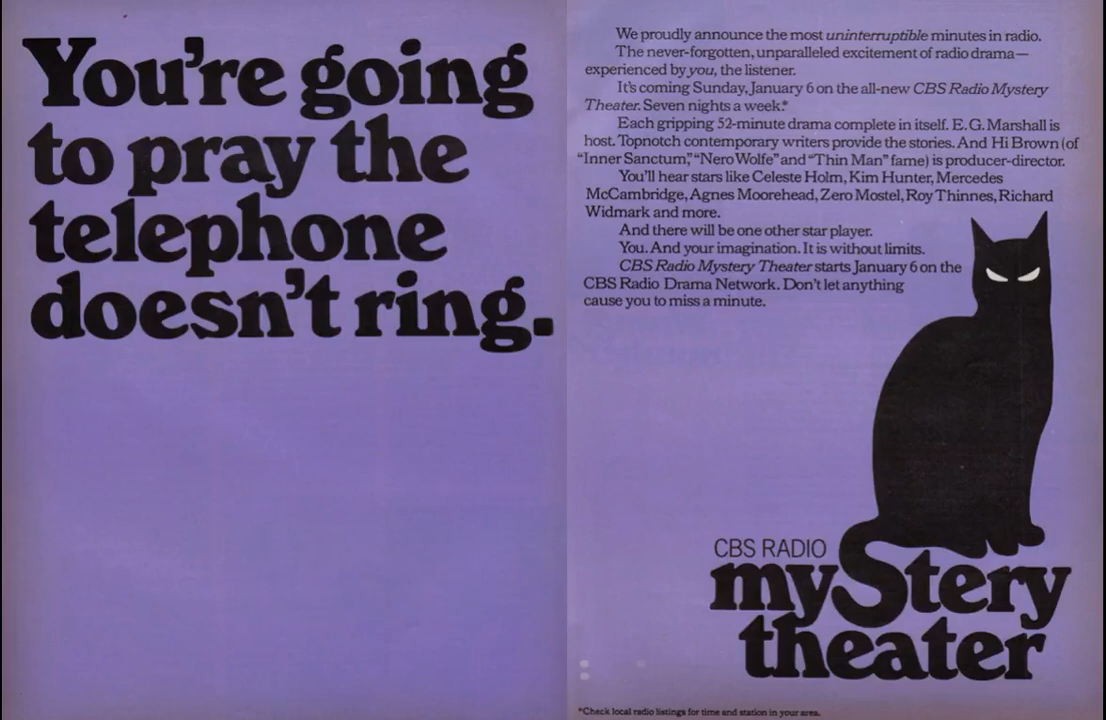 You're going
to pray the
telephone
doesn't ring.
We proudly announce the most uninterruptible minutes in radio.
The never-forgotten, unparalleled excitement of radio drama—
experienced by you, the listener.
It's coming Sunday, January 6 on the all-new CBS Radio Mystery
Theater. Seven nights a week.*
Each gripping 52-minute drama complete in itself. E. G. Marshall is
host. Topnotch contemporary writers provide the stories. And Hi Brown (of
"Inner Sanctum," "Nero Wolfe" and "Thin Man" fame) is producer-director.
You'll hear stars like Celeste Holm, Kim Hunter, Mercedes
McCambridge, Agnes Moorehead, Zero Mostel, Roy Thinnes, Richard
Widmark and more.
And there will be one other star player.
You. And your imagination. It is without limits.
CBS Radio Mystery Theater starts January 6 on the
CBS Radio Drama Network. Don't let anything
cause you to miss a minute.
CBS RADIO
myStery
theater
*Check local radio listings for time and station in your area.